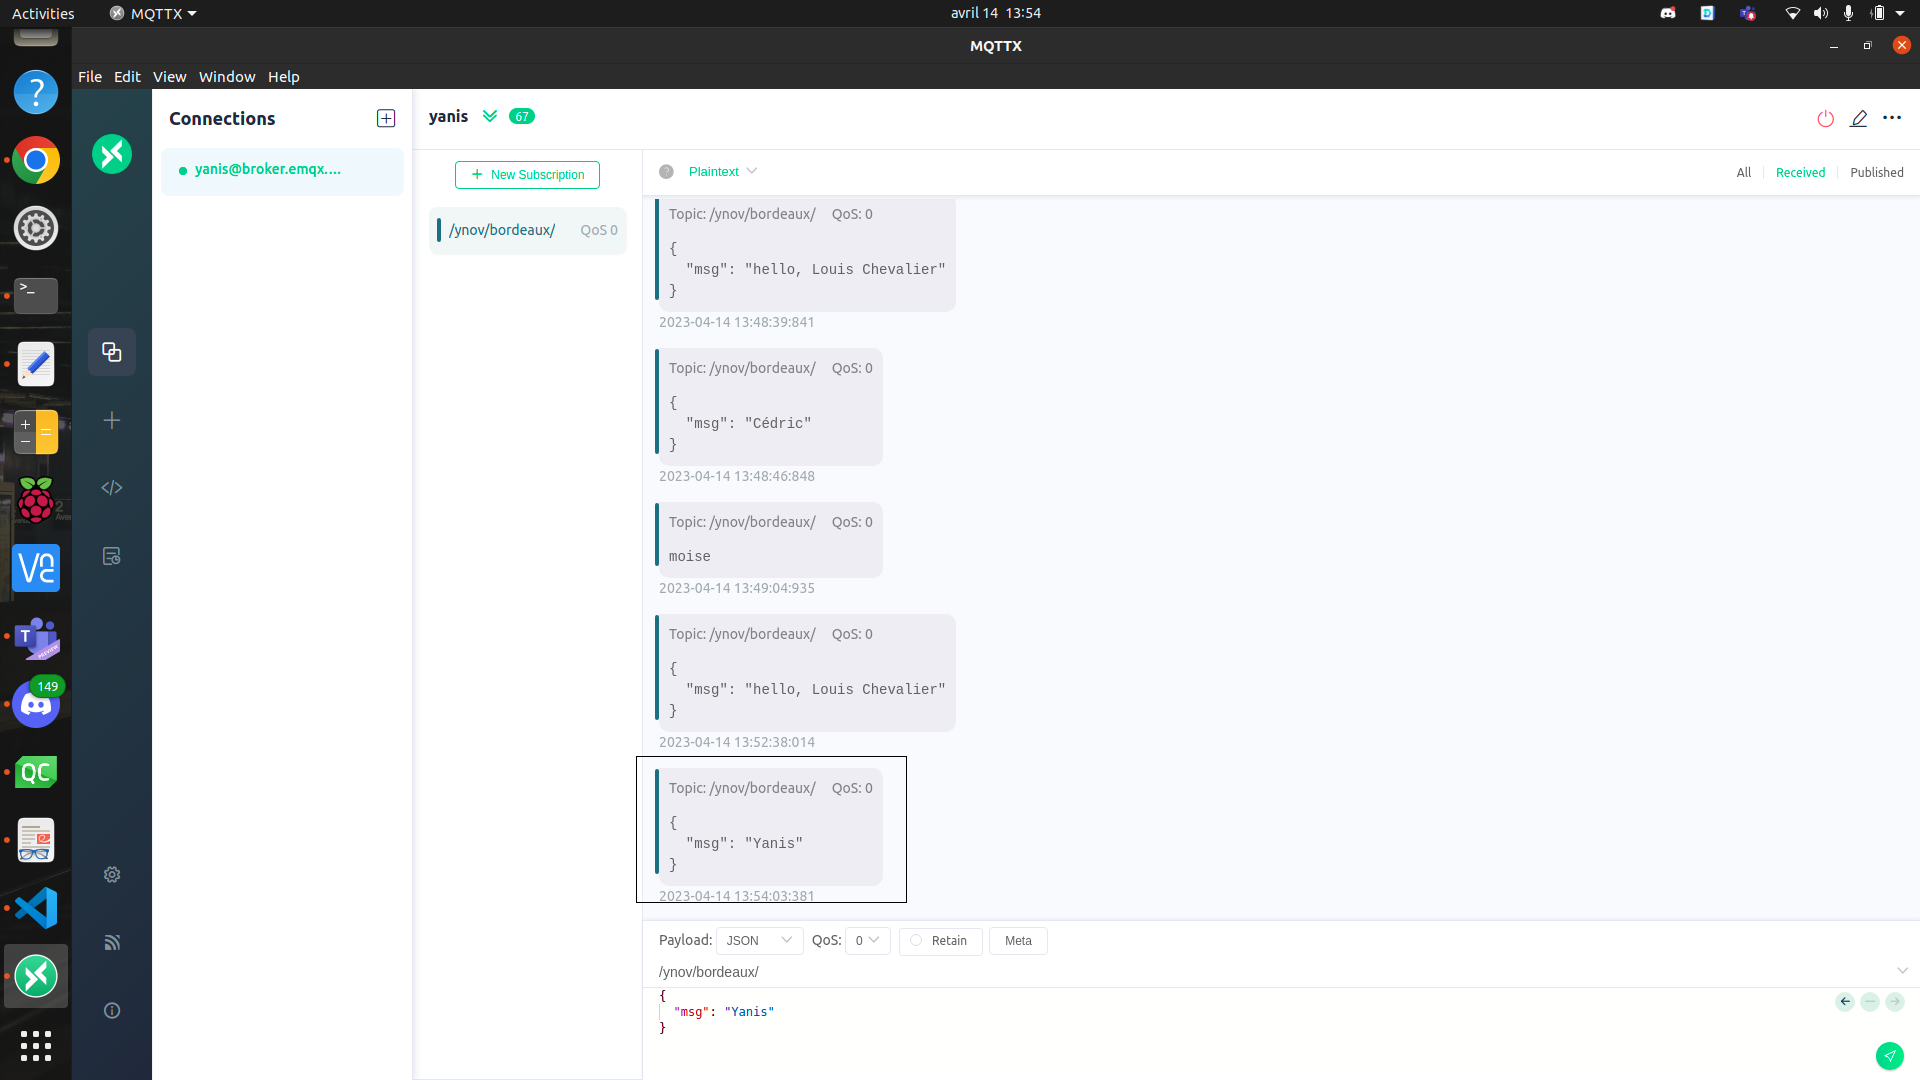 Activities
MQTTX
avril 14 13:54
MQTTX
File Edit View Window Help
Connections
yanis@broker.emqx....
yanis
67
New Subscription
/ynov/bordeaux/ QoS 0
Plaintext
All Received Published
Topic: /ynov/bordeaux/ QoS: 0
{
"msg": "hello, Louis Chevalier"
}
2023-04-14 13:48:39:841
Topic: /ynov/bordeaux/ QoS: 0
{
"msg": "Cédric"
}
2023-04-14 13:48:46:848
Topic: /ynov/bordeaux/ QoS: 0
moise
2023-04-14 13:49:04:935
Topic: /ynov/bordeaux/ QoS: 0
{
"msg": "hello, Louis Chevalier"
}
2023-04-14 13:52:38:014
Topic: /ynov/bordeaux/ QoS: 0
{
"msg": "Yanis"
}
2023-04-14 13:54:03:381
Payload: JSON QoS: 0 Retain Meta
/ynov/bordeaux/
{
"msg": "Yanis"
}
149
QC